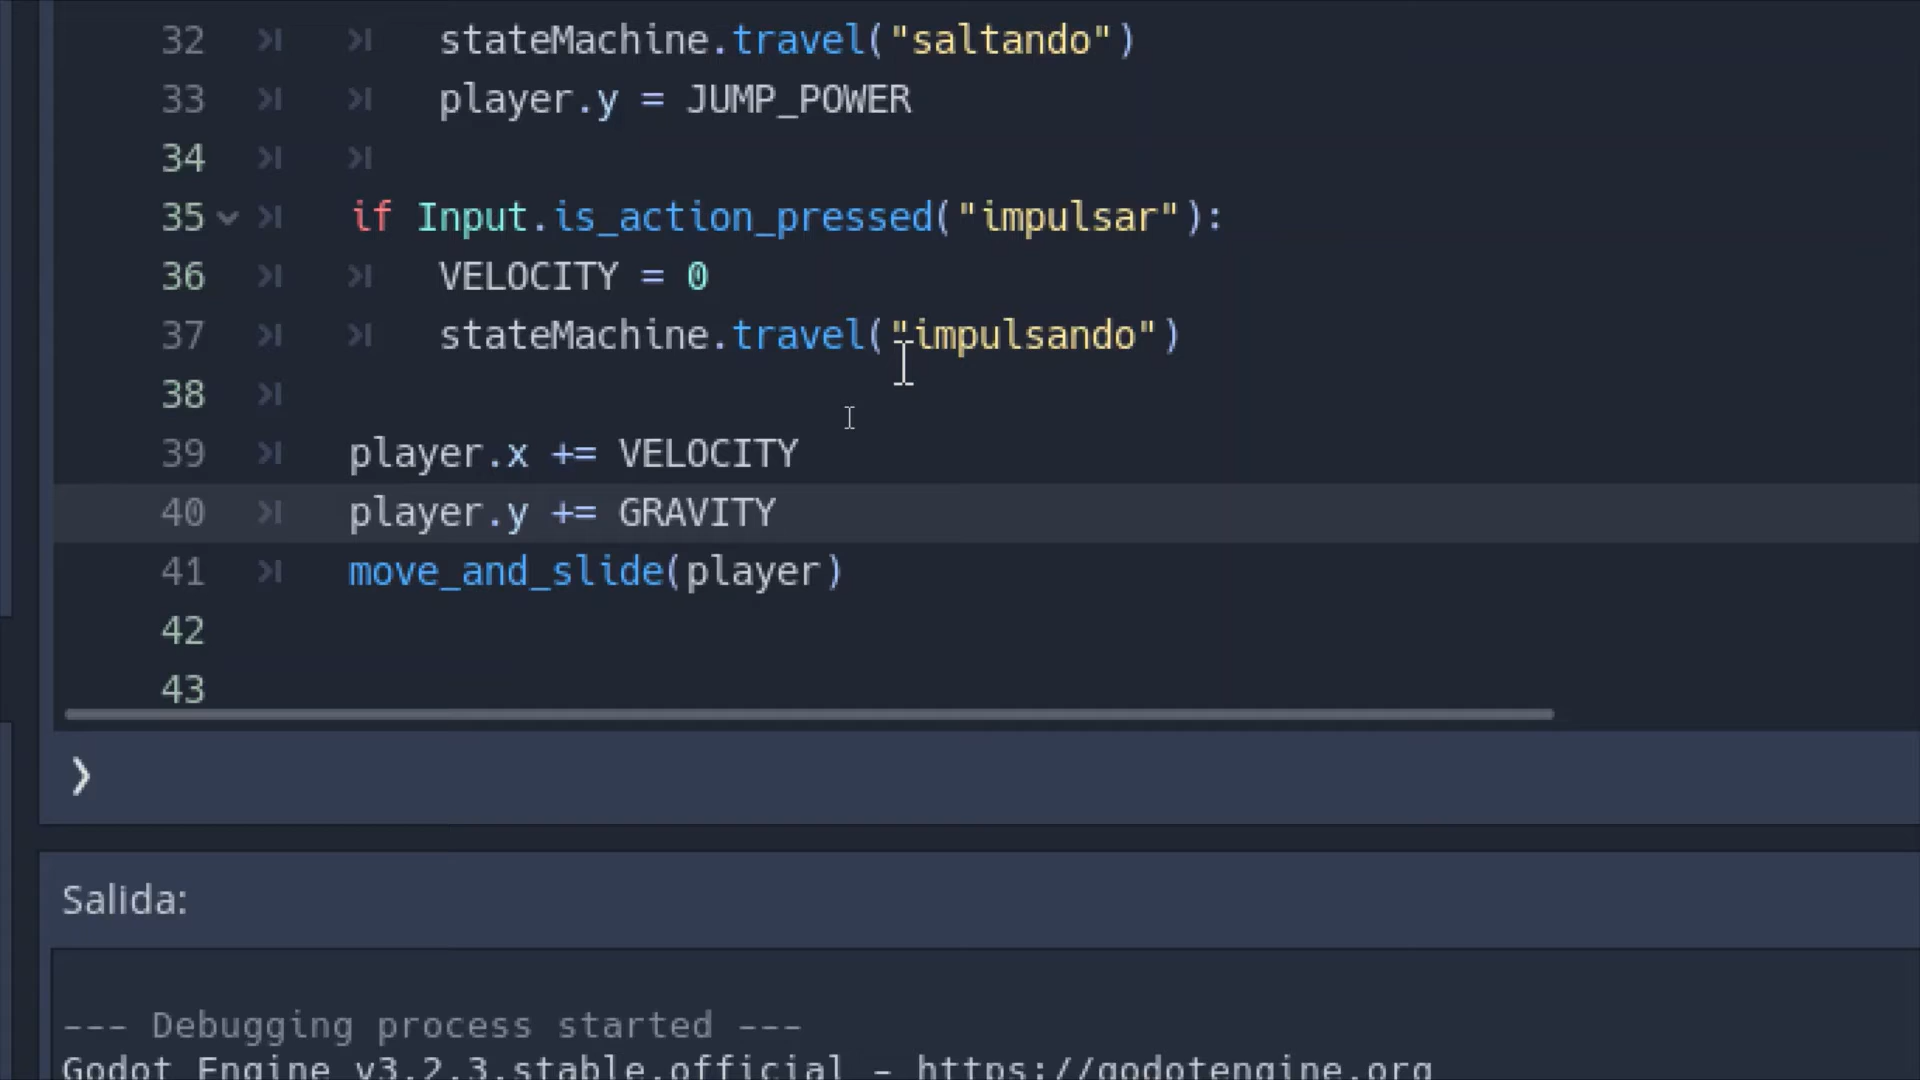 32 stateMachine.travel("saltando")
33 player.y = JUMP_POWER
34
35 if Input.is_action_pressed("impulsar"):
36 VELOCITY = 0
37 stateMachine.travel("impulsando")
38
39 player.x += VELOCITY
40 player.y += GRAVITY
41 move_and_slide(player)
42
43
Salida:
--- Debugging process started ---
Godot Engine v3.2.3.stable.official - https://godotengine.org